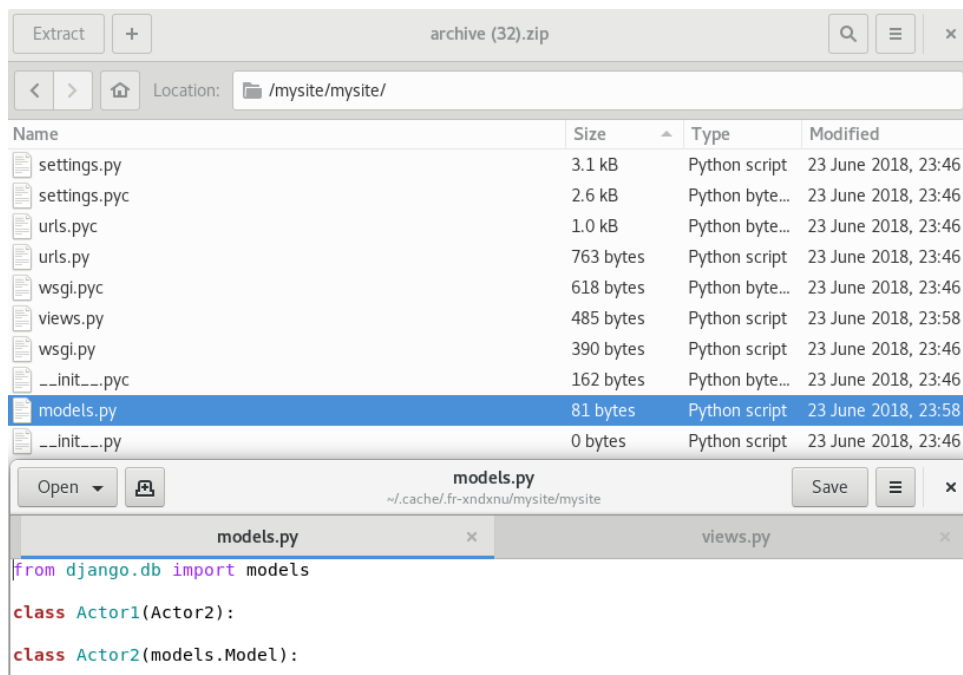 Extract + archive (32).zip
Location: /mysite/mysite/
Name Size Type Modified
settings.py 3.1 kB Python script 23 June 2018, 23:46
settings.pyc 2.6 kB Python byte... 23 June 2018, 23:46
urls.pyc 1.0 kB Python byte... 23 June 2018, 23:46
urls.py 763 bytes Python script 23 June 2018, 23:46
wsgi.pyc 618 bytes Python byte... 23 June 2018, 23:46
views.py 485 bytes Python script 23 June 2018, 23:58
wsgi.py 390 bytes Python script 23 June 2018, 23:46
__init__.pyc 162 bytes Python byte... 23 June 2018, 23:46
models.py 81 bytes Python script 23 June 2018, 23:58
__init__.py 0 bytes Python script 23 June 2018, 23:46
Open models.py Save
~/.cache/.fr-xndxnu/mysite/mysite
models.py views.py
from django.db import models
class Actor1(Actor2):
class Actor2(models.Model):